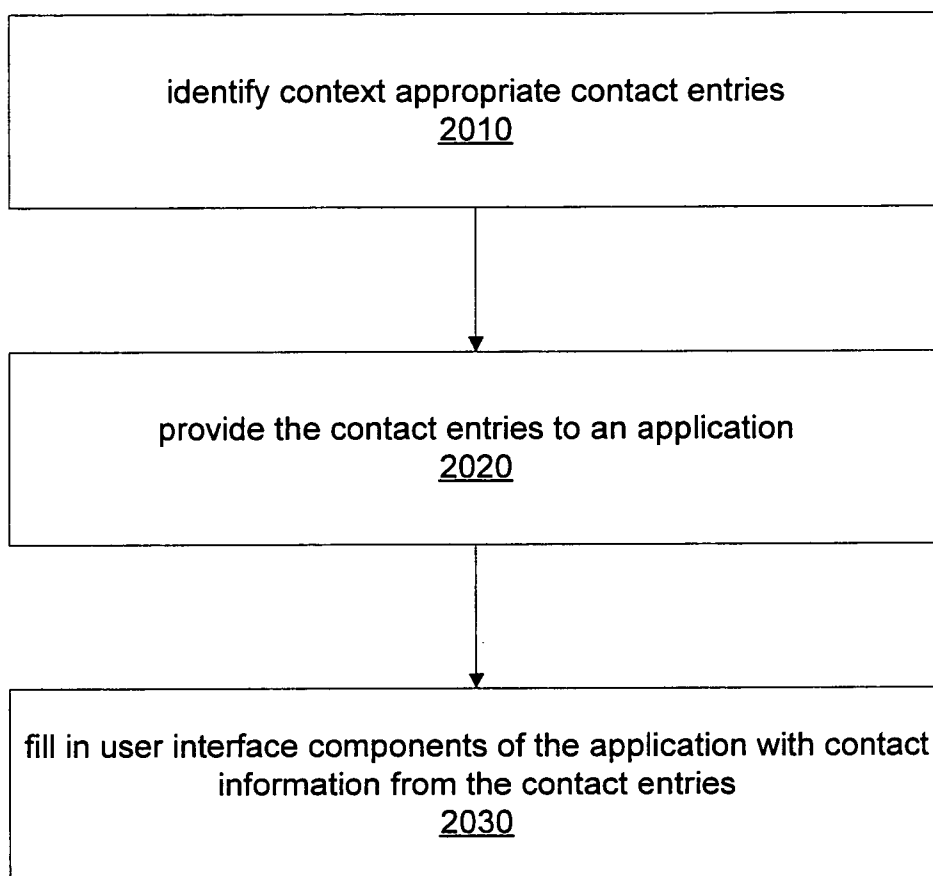 identify context appropriate contact entries
2010
provide the contact entries to an application
2020
fill in user interface components of the application with contact
information from the contact entries
2030